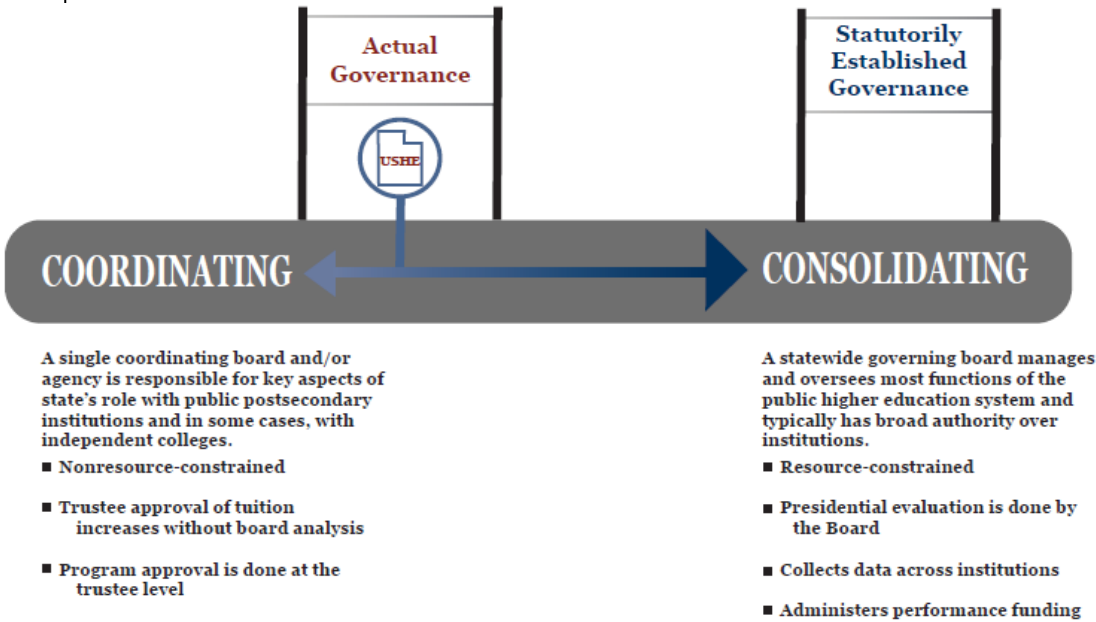 Actual
Governance
Statutorily
Established
Governance
USHE
COORDINATING
CONSOLIDATING
A single coordinating board and/or
agency is responsible for key aspects of
state's role with public postsecondary
institutions and in some cases, with
independent colleges.
■ Nonresource-constrained
■ Trustee approval of tuition
increases without board analysis
■ Program approval is done at the
trustee level
A statewide governing board manages
and oversees most functions of the
public higher education system and
typically has broad authority over
institutions.
■ Resource-constrained
■ Presidential evaluation is done by
the Board
■ Collects data across institutions
■ Administers performance funding